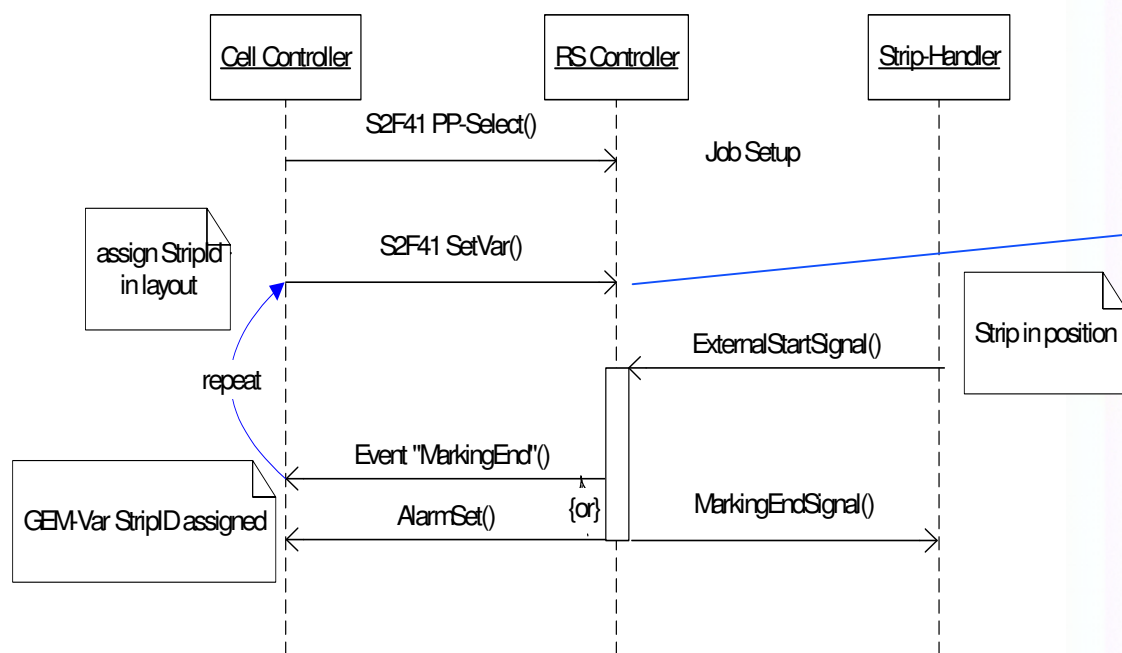 Cell Controller
RS Controller
Strip-Handler
S2F41 PP-Select()
Job Setup
assign StripId
in layout
S2F41 SetVar()
Strip in position
ExternalStartSignal()
repeat
Event "MarkingEnd"()
GEM-Var StripID assigned
{or}
MarkingEndSignal()
AlarmSet()